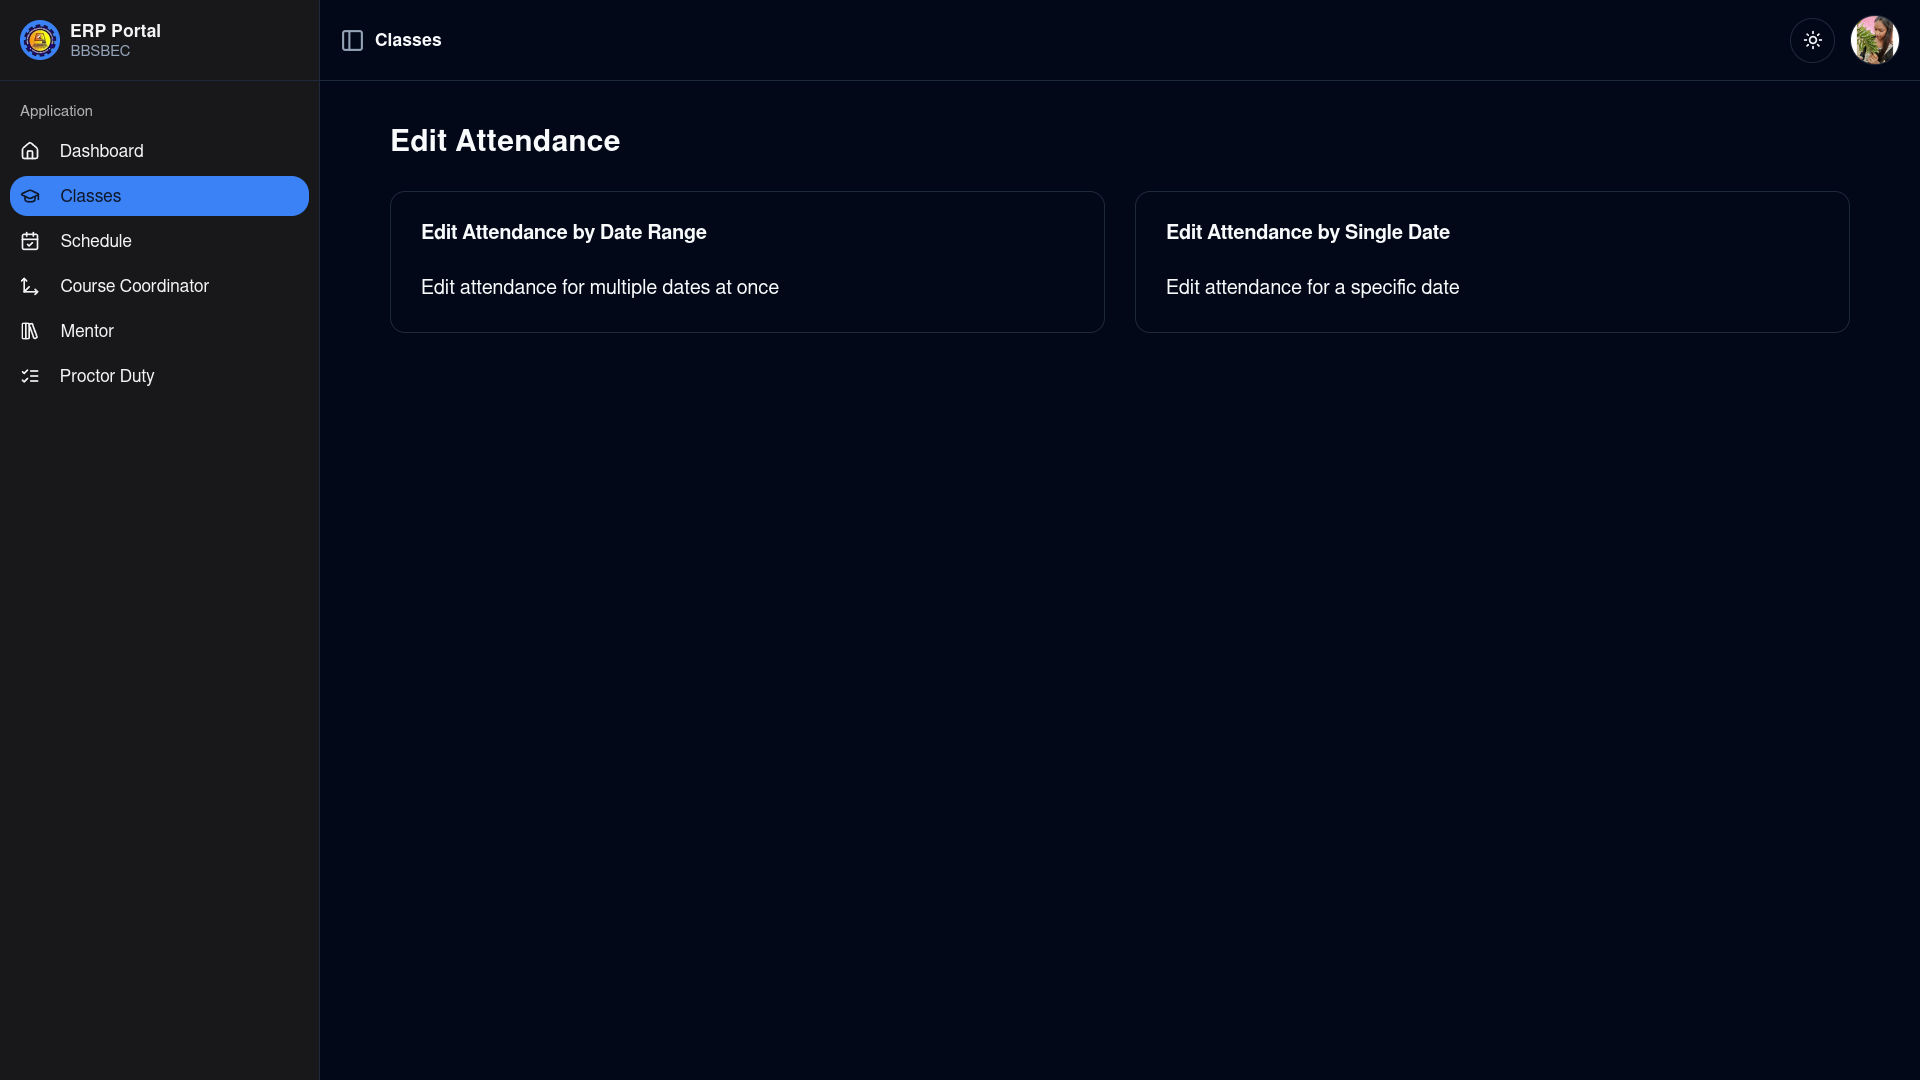 ERP Portal
BBSBEC
Classes
Application
Dashboard
Classes
Schedule
Course Coordinator
Mentor
Proctor Duty
Edit Attendance
Edit Attendance by Date Range
Edit attendance for multiple dates at once
Edit Attendance by Single Date
Edit attendance for a specific date